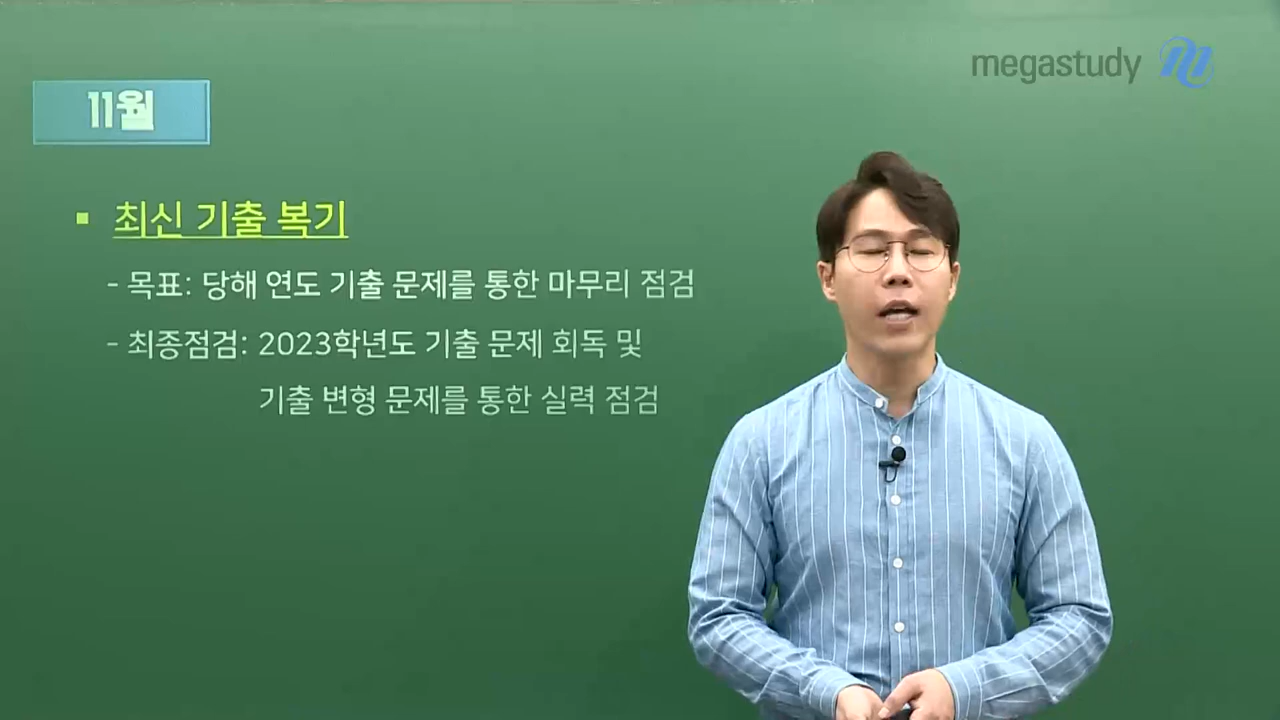 megastudy
11월
최신 기출 복기
- 목표: 당해 연도 기출 문제를 통한 마무리 점검
- 최종점검: 2023학년도 기출 문제 회독 및
기출 변형 문제를 통한 실력 점검